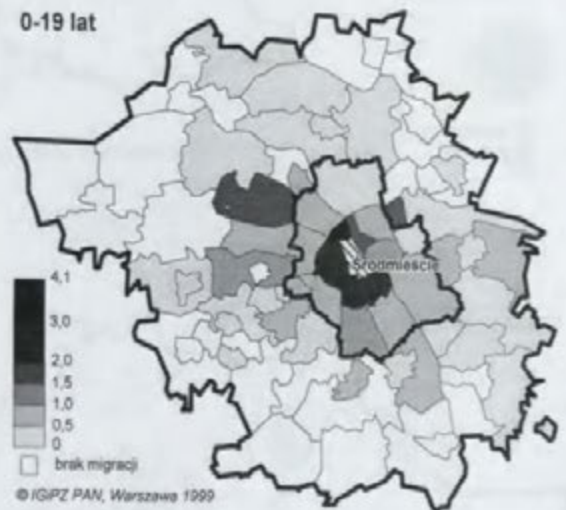 0-19 lat
Śródmieście
4,1
3,0
2,0
1,5
1,0
0,5
0
brak migracji
© IGiPZ PAN, Warszawa 1999